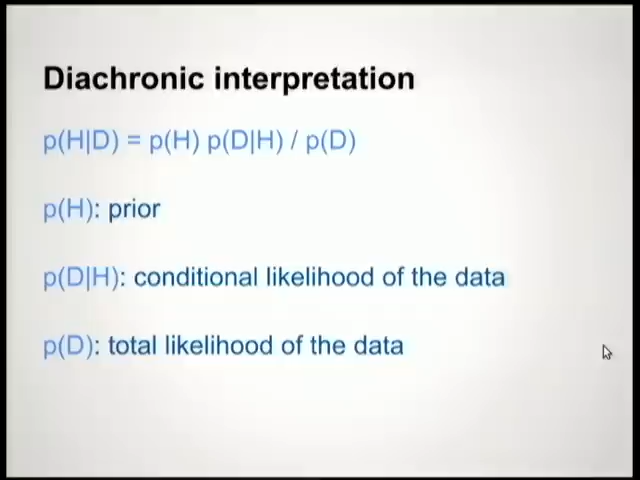 Diachronic interpretation
p(H|D) = p(H) p(D|H) / p(D)
p(H): prior
p(D|H): conditional likelihood of the data
p(D): total likelihood of the data